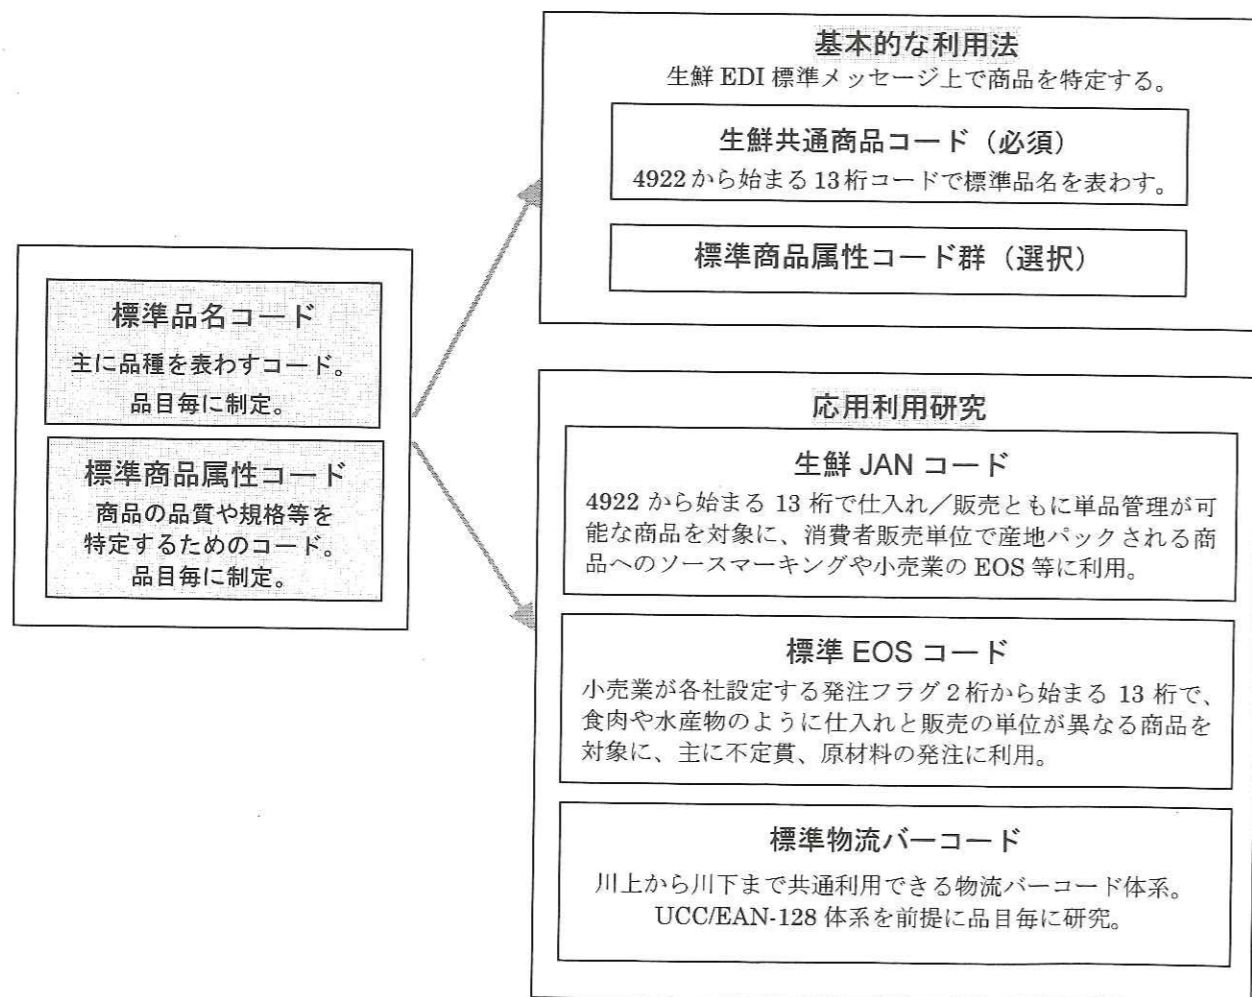 標準品名コード
主に品種を表わすコード。
品目毎に制定。
標準商品属性コード
商品の品質や規格等を
特定するためのコード。
品目毎に制定。
基本的な利用法
生鮮 EDI 標準メッセージ上で商品を特定する。
生鮮共通商品コード（必須）
4922 から始まる 13 桁コードで標準品名を表わす。
標準商品属性コード群（選択）
応用利用研究
生鮮 JAN コード
4922 から始まる 13 桁で仕入れ／販売ともに単品管理が可
能な商品を対象に、消費者販売単位で産地パックされる商
品へのソースマーキングや小売業の EOS 等に利用。
標準 EOS コード
小売業が各社設定する発注フラグ 2 桁から始まる 13 桁で、
食肉や水産物のように仕入れと販売の単位が異なる商品を
対象に、主に不定貫、原材料の発注に利用。
標準物流バーコード
川上から川下まで共通利用できる物流バーコード体系。
UCC/EAN-128 体系を前提に品目毎に研究。